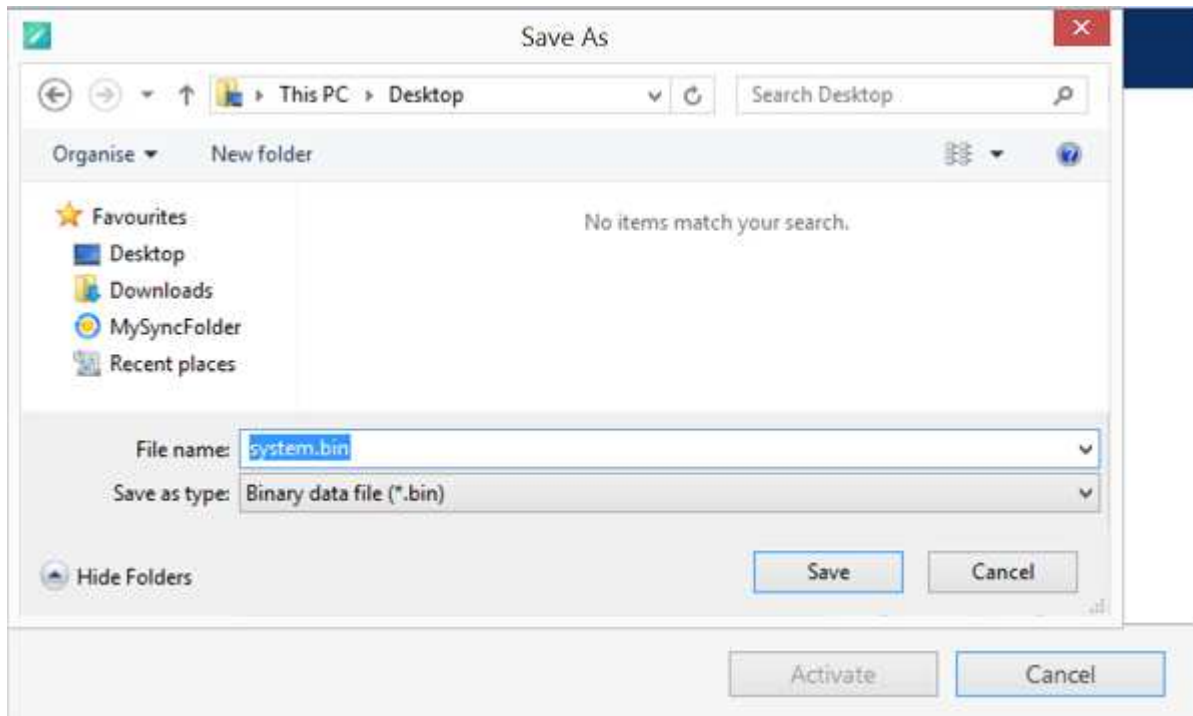 Save As
This PC Desktop
Search Desktop
Organise New folder
Favourites
No items match your search.
Desktop
Downloads
MySyncFolder
Recent places
File name: system.bin
Save as type: Binary data file (*.bin)
Hide Folders
Save Cancel
Activate Cancel